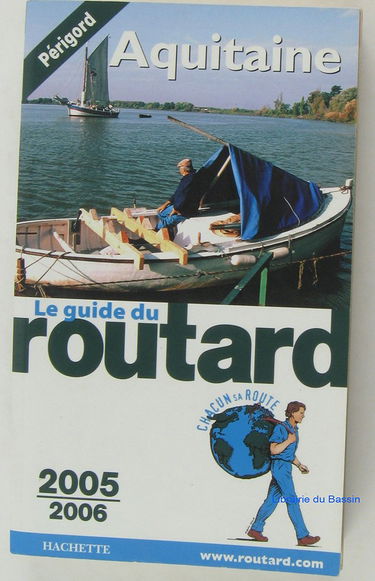 Périgord
Aquitaine
Le guide du
routard
CHACUN SA ROUTE
2005
2006
Librairie du Bassin
HACHETTE
www.routard.com